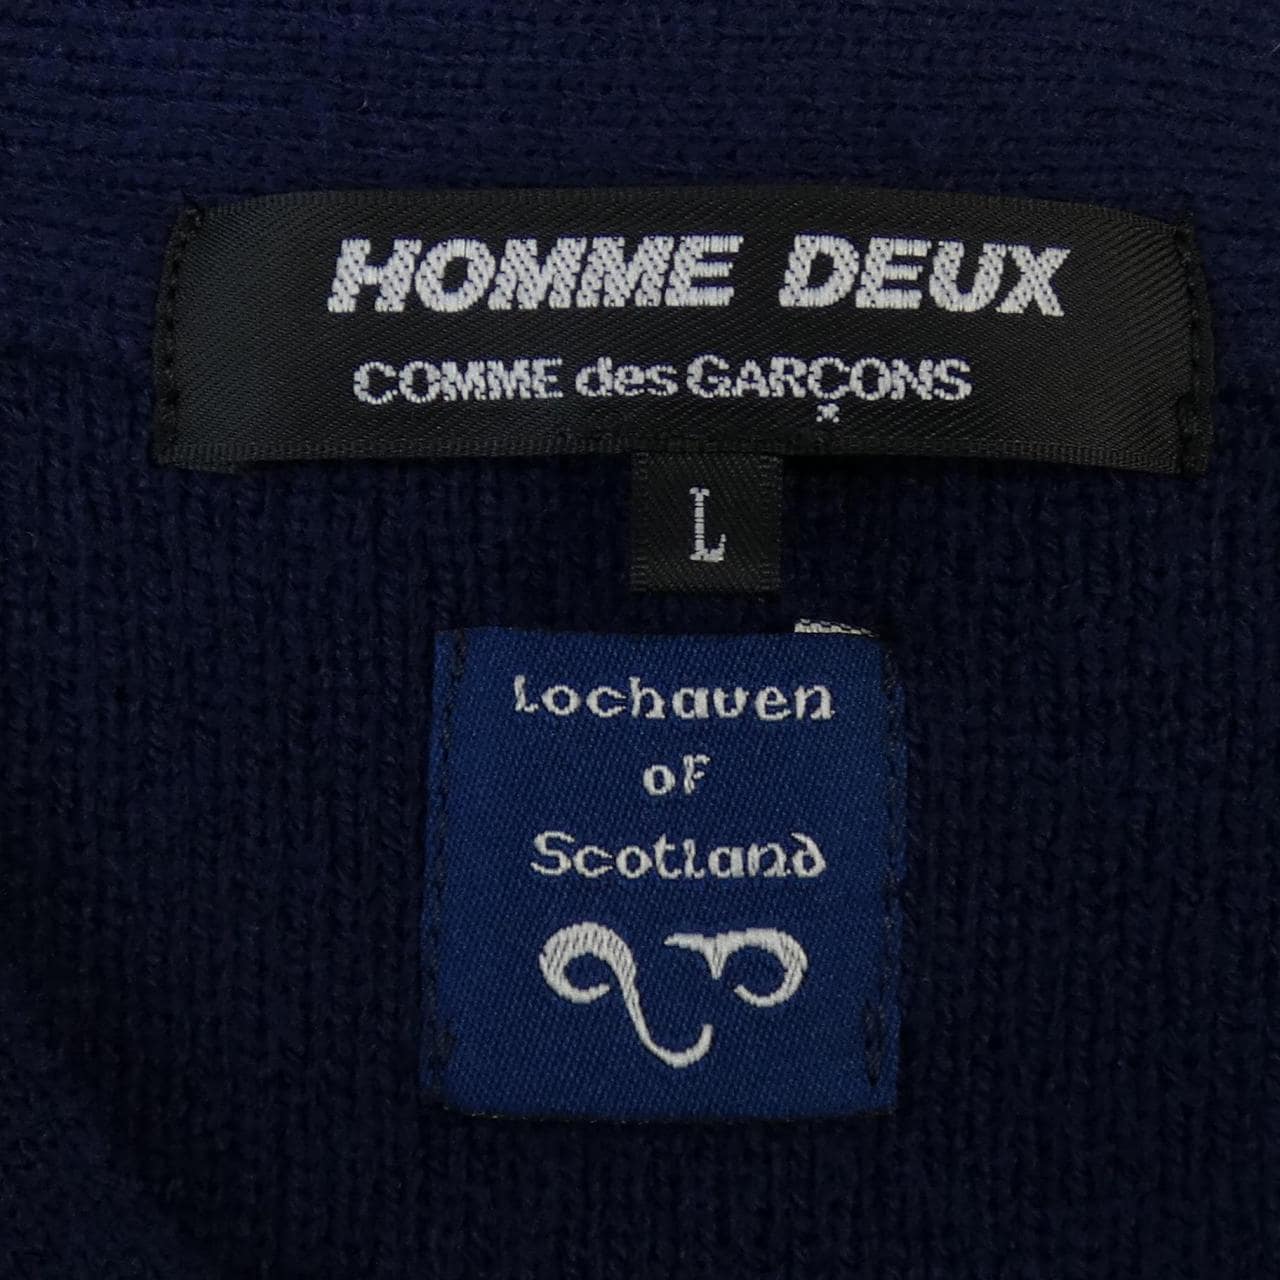 HOMME DEUX
COMME des GARÇONS
L
Lochaven
of
Scotland